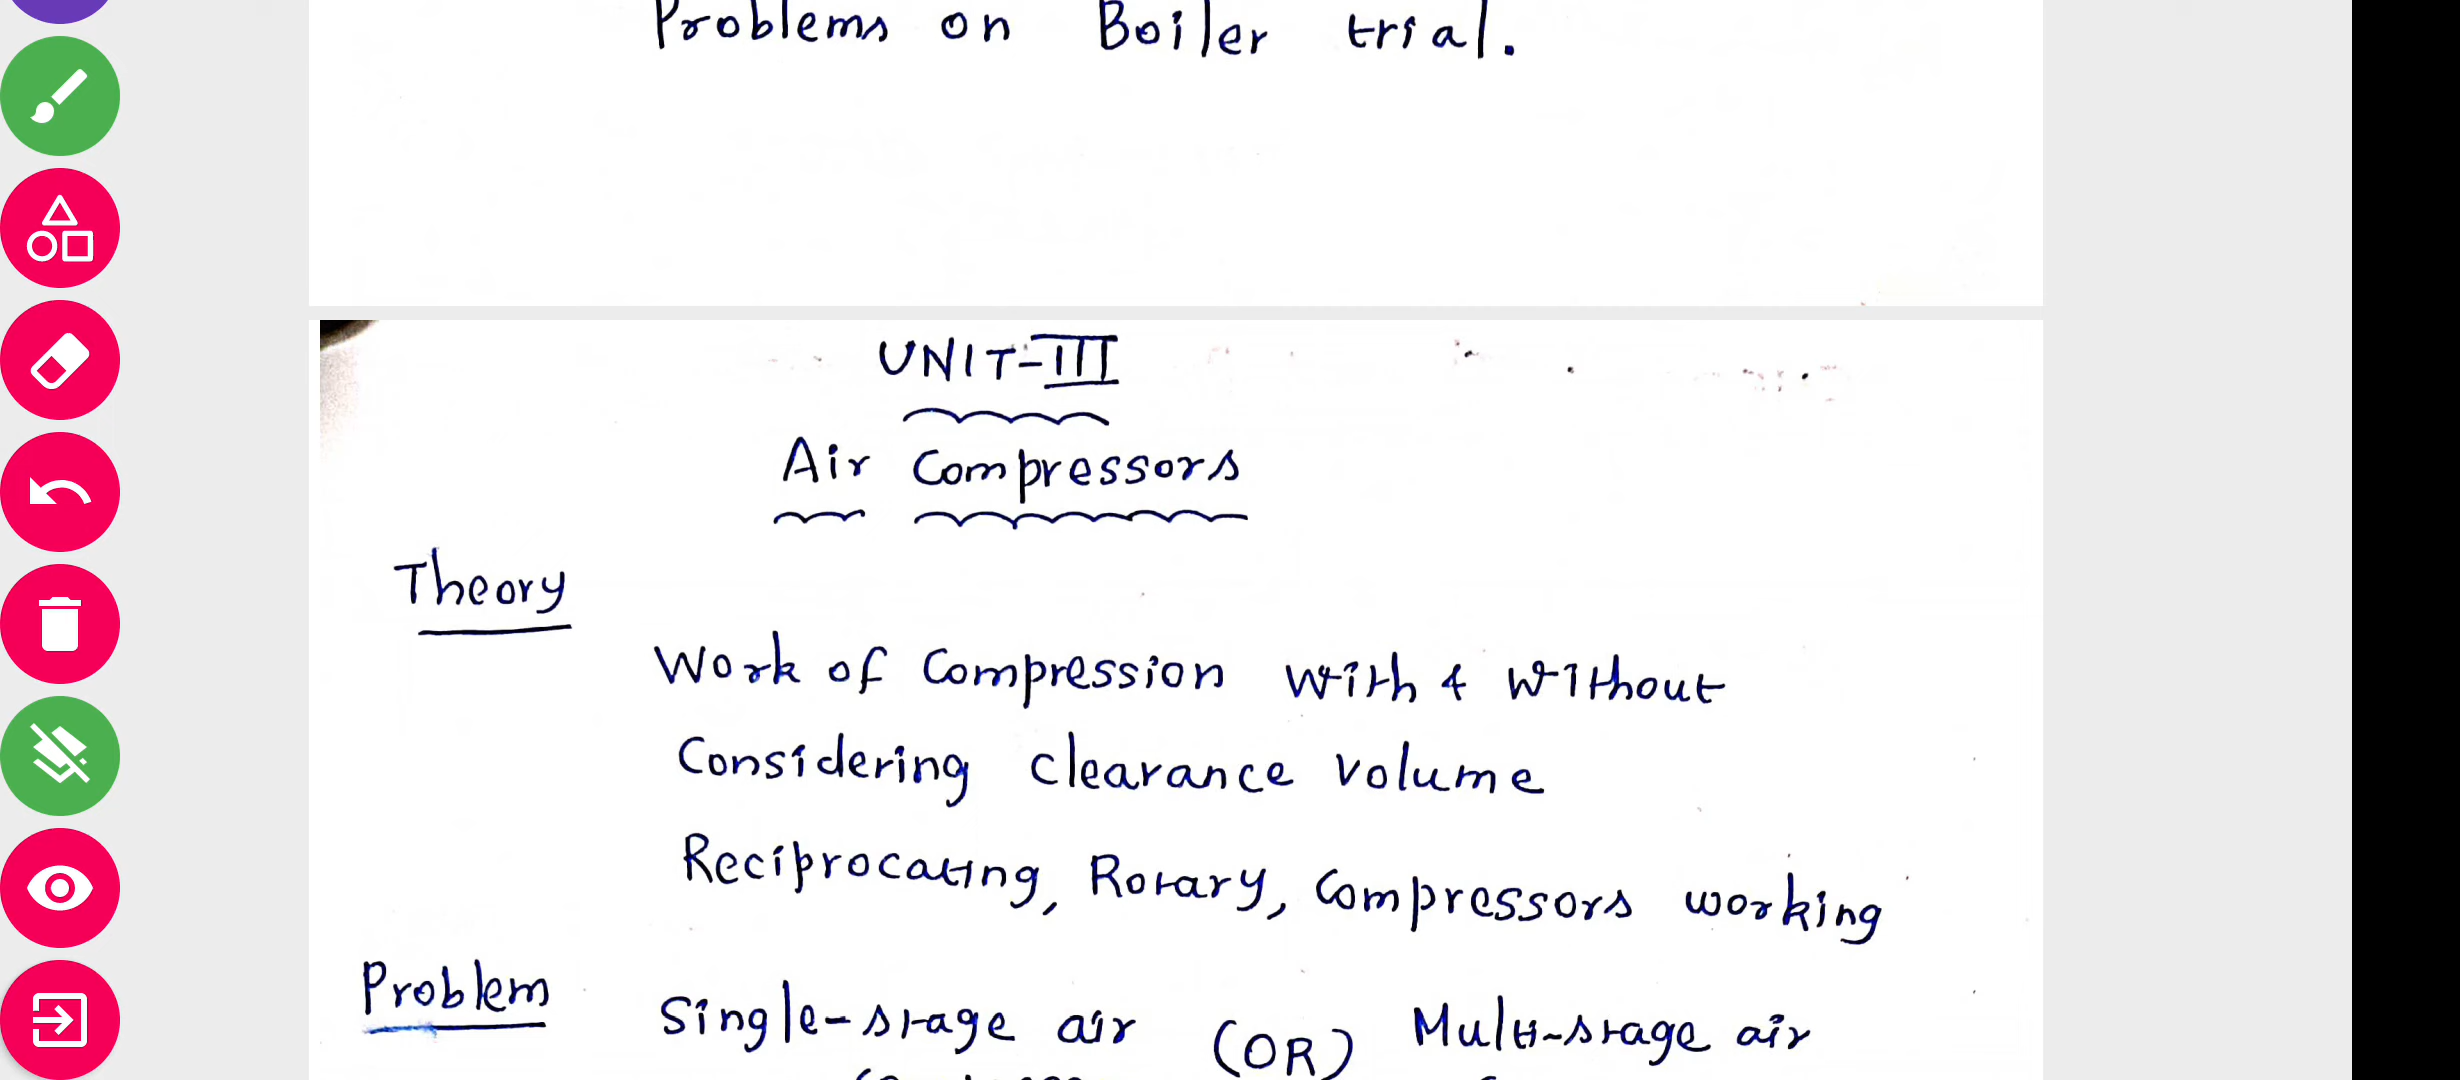 Problems on Boiler trial.
UNIT-III
Air Compressors
Theory
Work of Compression with & without
Considering clearance volume
Reciprocating, Rotary, Compressors working
Problem Single-stage air (OR) Multi-stage air